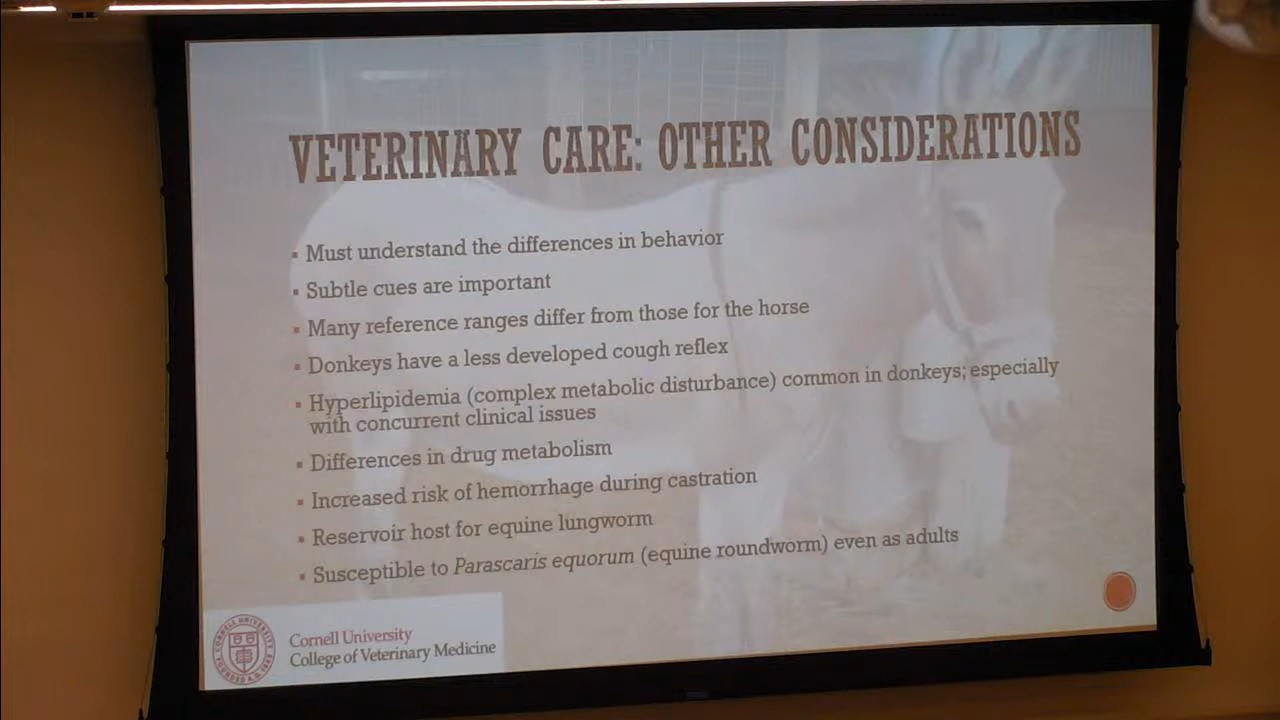 VETERINARY CARE: OTHER CONSIDERATIONS
▪ Must understand the differences in behavior
▪ Subtle cues are important
▪ Many reference ranges differ from those for the horse
▪ Donkeys have a less developed cough reflex
▪ Hyperlipidemia (complex metabolic disturbance) common in donkeys; especially
with concurrent clinical issues
▪ Differences in drug metabolism
▪ Increased risk of hemorrhage during castration
▪ Reservoir host for equine lungworm
▪ Susceptible to Parascaris equorum (equine roundworm) even as adults
Cornell University
College of Veterinary Medicine